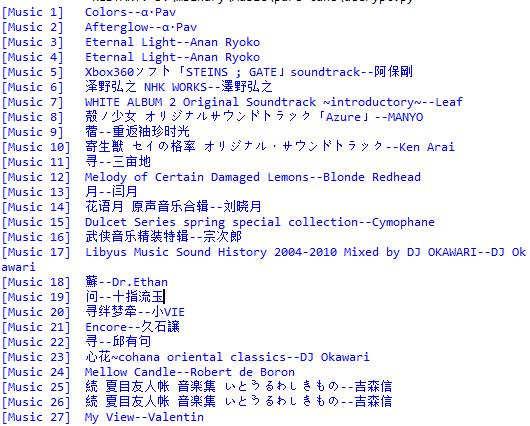 [Music 1] Colors--α·Pav
[Music 2] Afterglow--α·Pav
[Music 3] Eternal Light--Anan Ryoko
[Music 4] Eternal Light--Anan Ryoko
[Music 5] Xbox360ソフト「STEINS ; GATE」soundtrack--阿保剛
[Music 6] 泽野弘之 NHK WORKS--澤野弘之
[Music 7] WHITE ALBUM 2 Original Soundtrack ~introductory~--Leaf
[Music 8] 殻ノ少女 オリジナルサウンドトラック「Azure」--MANYO
[Music 9] 蕾--重返袖珍时光
[Music 10] 寄生獣 セイの格率 オリジナル・サウンドトラック--Ken Arai
[Music 11] 寻--三亩地
[Music 12] Melody of Certain Damaged Lemons--Blonde Redhead
[Music 13] 月--闫月
[Music 14] 花语月 原声音乐合辑--刘晓月
[Music 15] Dulcet Series spring special collection--Cymophane
[Music 16] 武侠音乐精装特辑--宗次郎
[Music 17] Libyus Music Sound History 2004-2010 Mixed by DJ OKAWARI--DJ Ok
awari
[Music 18] 蘇--Dr.Ethan
[Music 19] 问--十指流玉
[Music 20] 寻绊梦牵--小VIE
[Music 21] Encore--久石譲
[Music 22] 寻--邱有句
[Music 23] 心花~cohana oriental classics--DJ Okawari
[Music 24] Mellow Candle--Robert de Boron
[Music 25] 続 夏目友人帐 音楽集 いとうるわしきもの--吉森信
[Music 26] 続 夏目友人帐 音楽集 いとうるわしきもの--吉森信
[Music 27] My View--Valentin